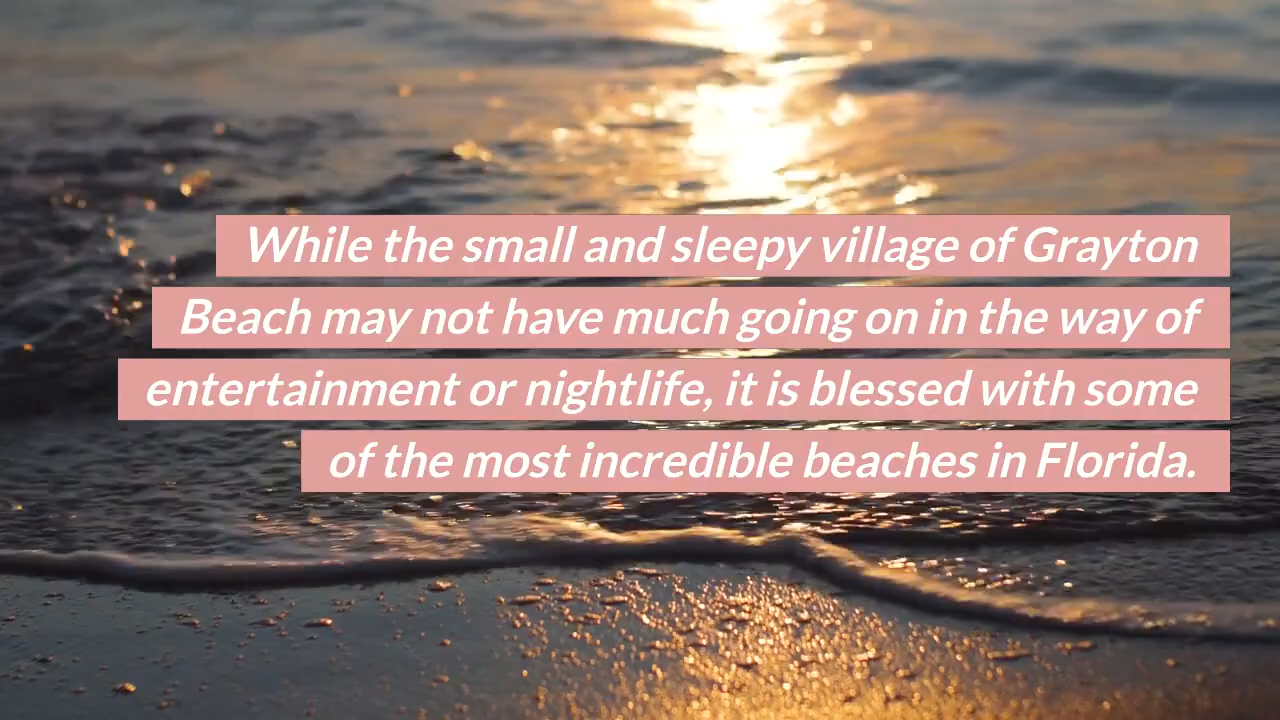 While the small and sleepy village of Grayton
Beach may not have much going on in the way of
entertainment or nightlife, it is blessed with some
of the most incredible beaches in Florida.